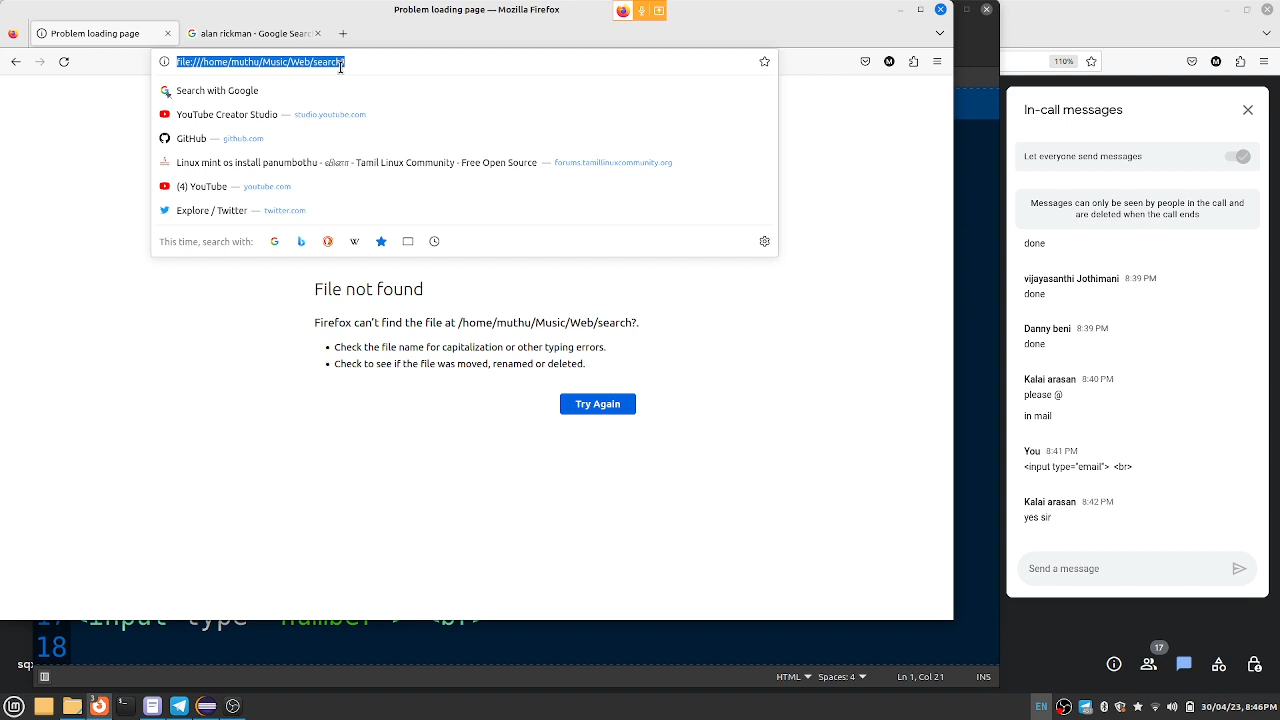 Problem loading page — Mozilla Firefox
Problem loading page
alan rickman - Google Search
file:///home/muthu/Music/Web/search?
110%
Search with Google
YouTube Creator Studio — studio.youtube.com
GitHub — github.com
Linux mint os install panumbothu - வினா - Tamil Linux Community - Free Open Source — forums.tamillinuxcommunity.org
(4) YouTube — youtube.com
Explore / Twitter — twitter.com
This time, search with:
File not found
Firefox can't find the file at /home/muthu/Music/Web/search?.
• Check the file name for capitalization or other typing errors.
• Check to see if the file was moved, renamed or deleted.
Try Again
In-call messages
Let everyone send messages
Messages can only be seen by people in the call and
are deleted when the call ends
done
vijayasanthi Jothimani 8:39 PM
done
Danny beni 8:39 PM
done
Kalai arasan 8:40 PM
please @
in mail
You 8:41 PM
<input type="email"> <br>
Kalai arasan 8:42 PM
yes sir
Send a message
17
18
HTML Spaces: 4 Ln 1, Col 21 INS
EN 30/04/23, 8:46PM